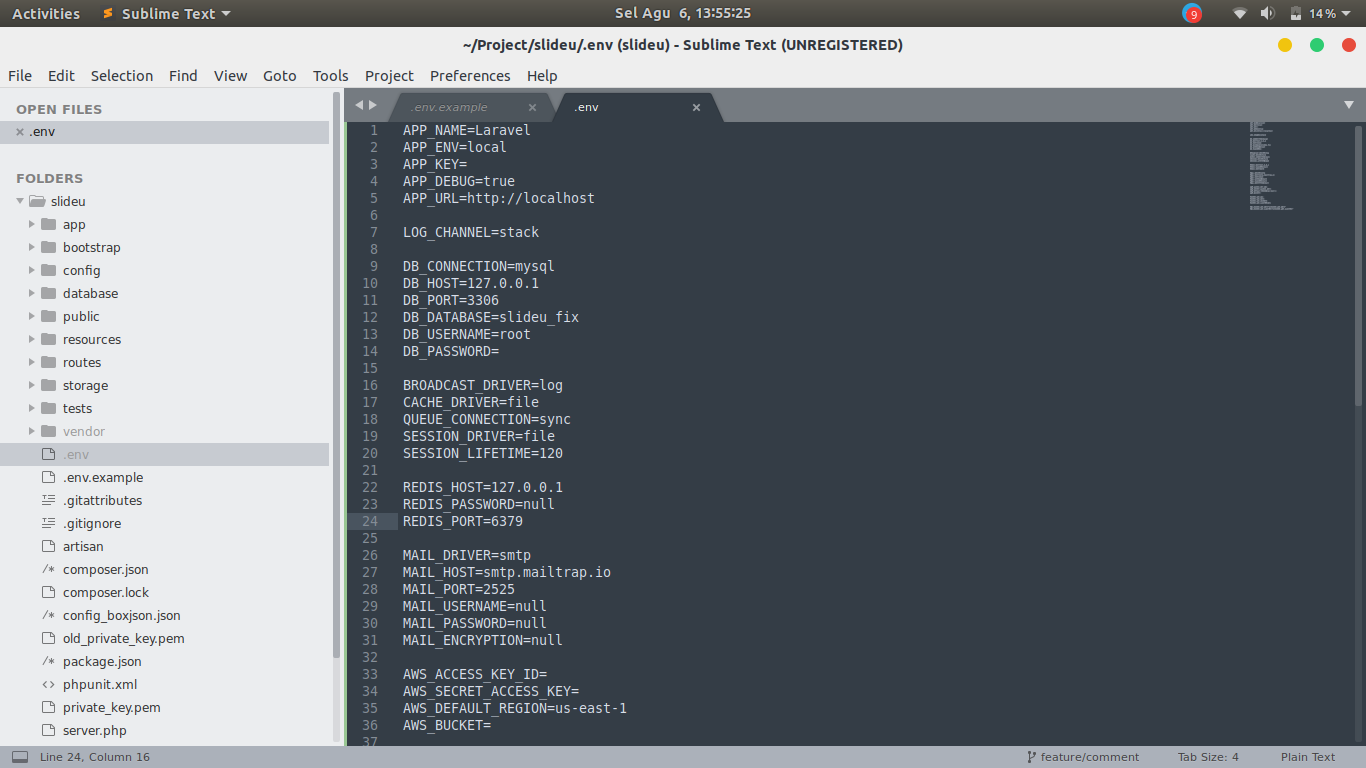 Activities Sublime Text Sel Agu 6, 13:55:25 9 14%
~/Project/slideu/.env (slideu) - Sublime Text (UNREGISTERED)
File Edit Selection Find View Goto Tools Project Preferences Help
OPEN FILES
.env
FOLDERS
slideu
app
bootstrap
config
database
public
resources
routes
storage
tests
vendor
.env
.env.example
.gitattributes
.gitignore
artisan
composer.json
composer.lock
config_boxjson.json
old_private_key.pem
package.json
phpunit.xml
private_key.pem
server.php
.env.example .env
1 APP_NAME=Laravel
2 APP_ENV=local
3 APP_KEY=
4 APP_DEBUG=true
5 APP_URL=http://localhost
6
7 LOG_CHANNEL=stack
8
9 DB_CONNECTION=mysql
10 DB_HOST=127.0.0.1
11 DB_PORT=3306
12 DB_DATABASE=slideu_fix
13 DB_USERNAME=root
14 DB_PASSWORD=
15
16 BROADCAST_DRIVER=log
17 CACHE_DRIVER=file
18 QUEUE_CONNECTION=sync
19 SESSION_DRIVER=file
20 SESSION_LIFETIME=120
21
22 REDIS_HOST=127.0.0.1
23 REDIS_PASSWORD=null
24 REDIS_PORT=6379
25
26 MAIL_DRIVER=smtp
27 MAIL_HOST=smtp.mailtrap.io
28 MAIL_PORT=2525
29 MAIL_USERNAME=null
30 MAIL_PASSWORD=null
31 MAIL_ENCRYPTION=null
32
33 AWS_ACCESS_KEY_ID=
34 AWS_SECRET_ACCESS_KEY=
35 AWS_DEFAULT_REGION=us-east-1
36 AWS_BUCKET=
37
Line 24, Column 16 feature/comment Tab Size: 4 Plain Text